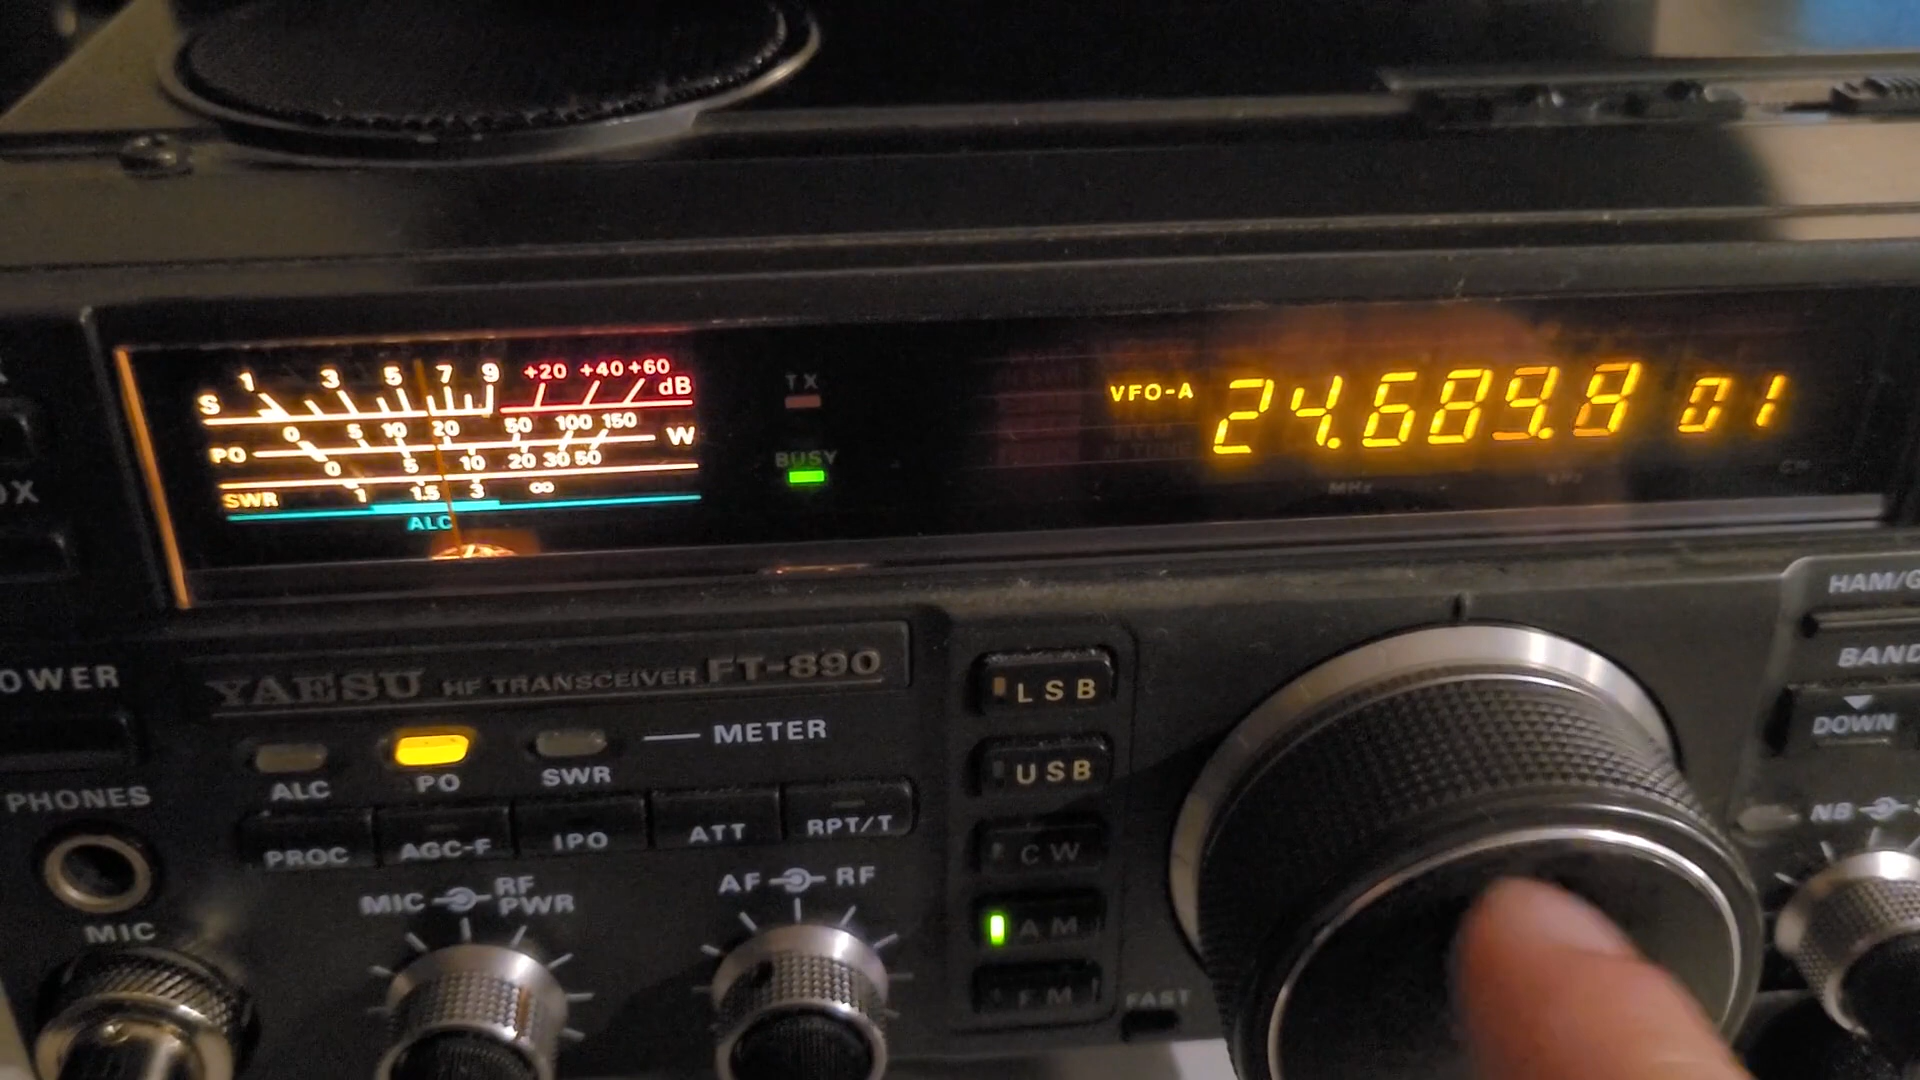 S 1 3 5 7 9 +20 +40 +60 dB
PO 0 5 10 20 50 100 150 W
0 5 10 20 30 50
SWR 1 1.5 3 ∞
ALC
TX
BUSY
VFO-A 24.689.8 01
MHz
YAESU HF TRANSCEIVER FT-890
OWER
ALC PO SWR METER
PHONES
PROC AGC-F IPO ATT RPT/T
MIC RF PWR
AF RF
MIC
LSB
USB
CW
AM
FM
FAST
HAM/G
BAND
DOWN
NB